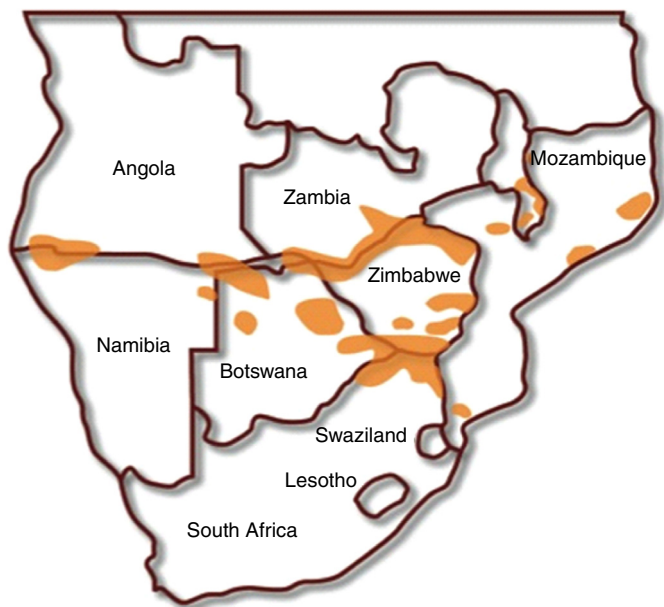 Mozambique
Angola
Zambia
Zimbabwe
Namibia
Botswana
Swaziland
Lesotho
South Africa